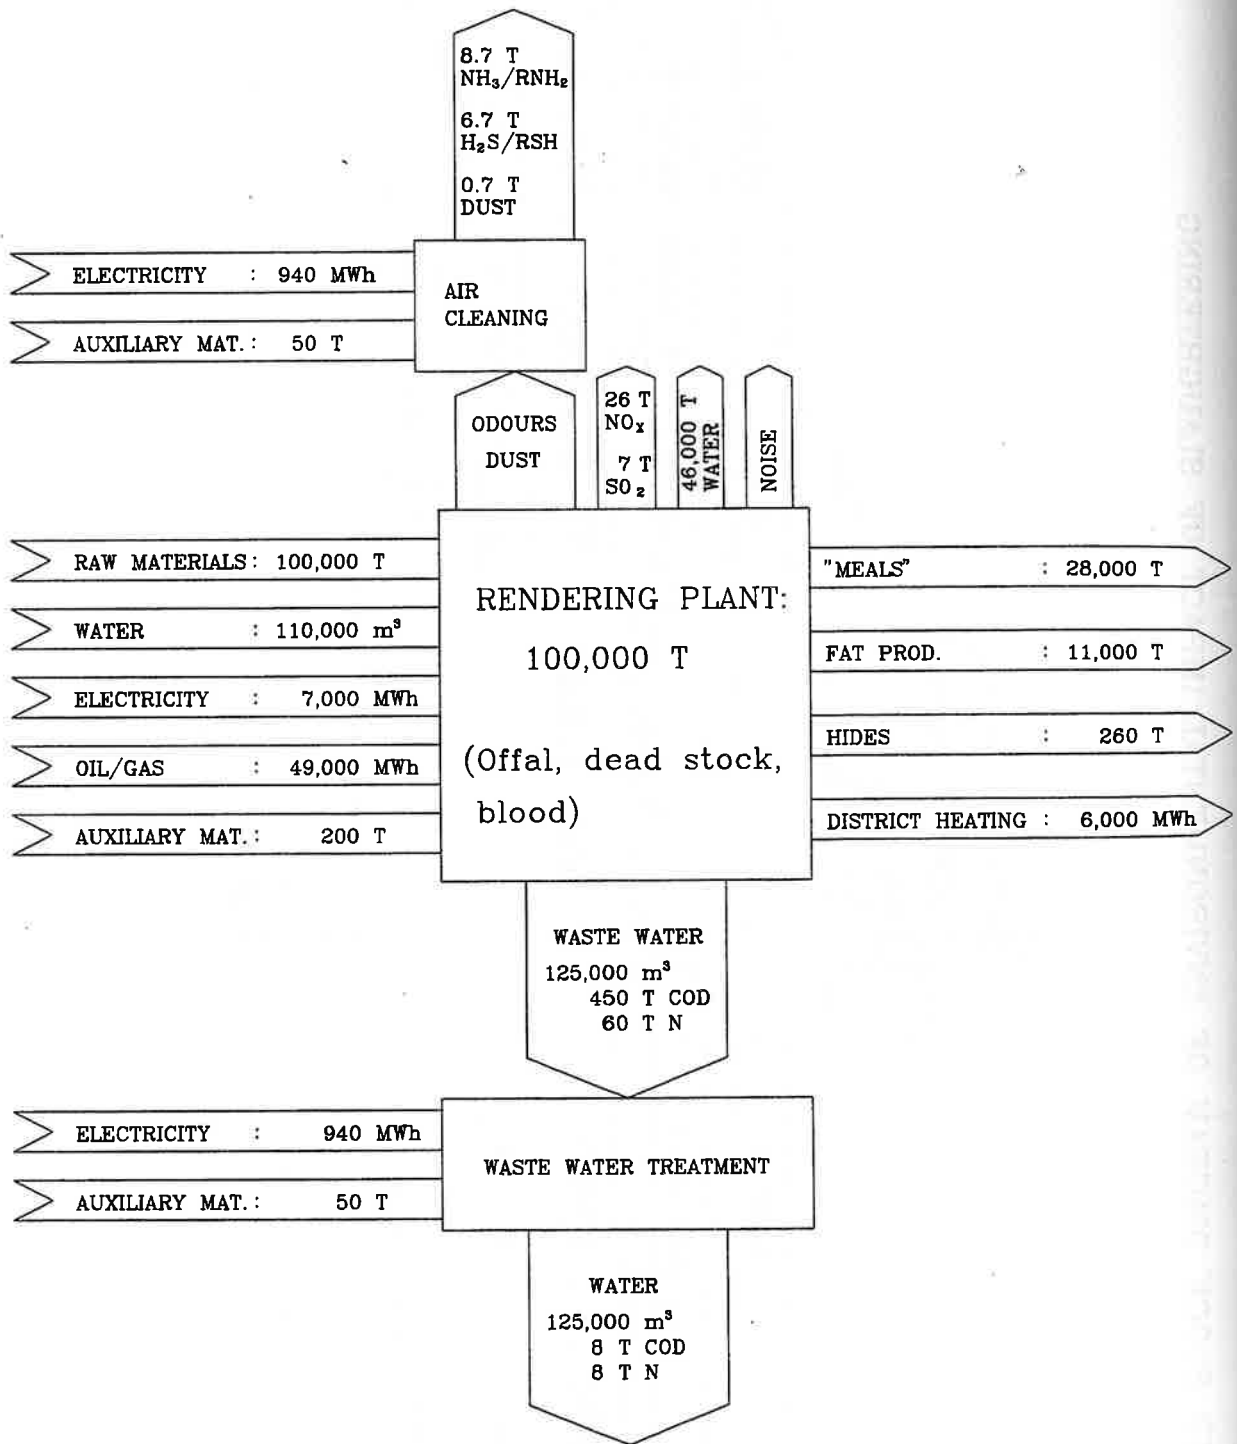 8.7 T
NH₃/RNH₂
6.7 T
H₂S/RSH
0.7 T
DUST
ELECTRICITY : 940 MWh
AUXILIARY MAT. : 50 T
AIR
CLEANING
ODOURS
DUST
26 T
NOₓ
7 T
SO₂
46,000 T
WATER
NOISE
RAW MATERIALS : 100,000 T
WATER : 110,000 m³
ELECTRICITY : 7,000 MWh
OIL/GAS : 49,000 MWh
AUXILIARY MAT. : 200 T
RENDERING PLANT:
100,000 T
(Offal, dead stock,
blood)
"MEALS" : 28,000 T
FAT PROD. : 11,000 T
HIDES : 260 T
DISTRICT HEATING : 6,000 MWh
WASTE WATER
125,000 m³
450 T COD
60 T N
ELECTRICITY : 940 MWh
AUXILIARY MAT. : 50 T
WASTE WATER TREATMENT
WATER
125,000 m³
8 T COD
8 T N